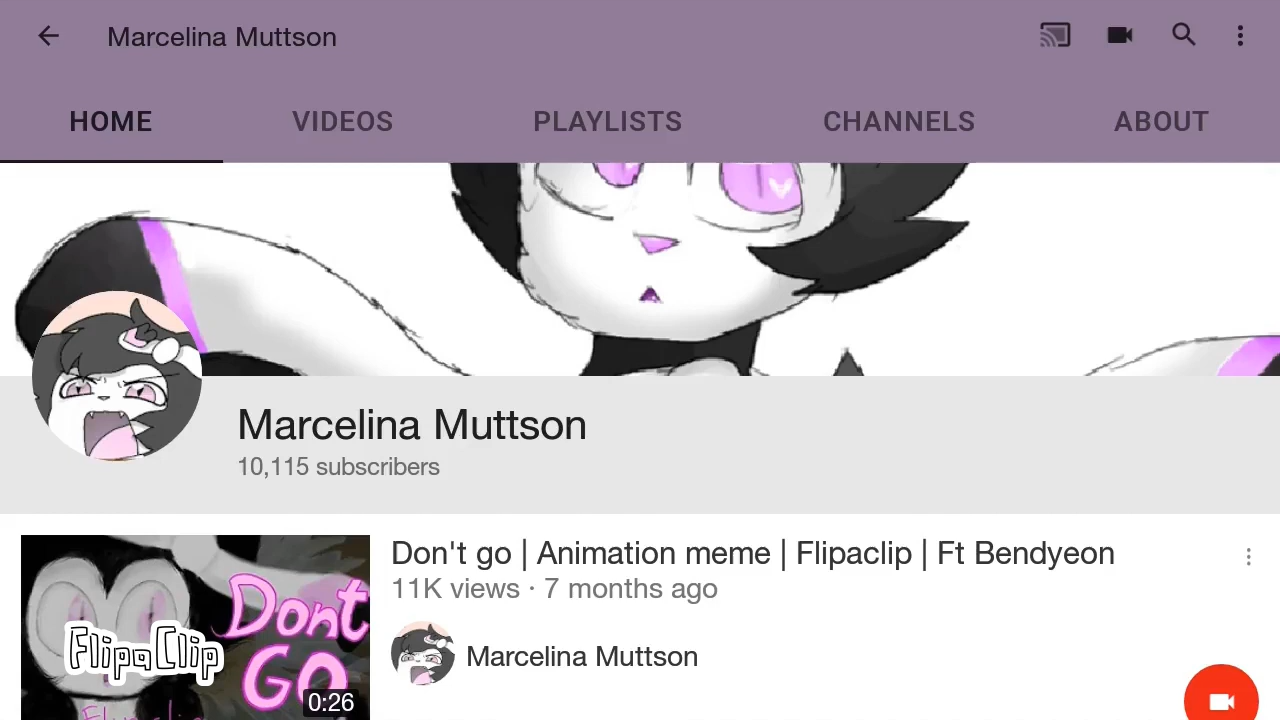 Marcelina Muttson
HOME VIDEOS PLAYLISTS CHANNELS ABOUT
Marcelina Muttson
10,115 subscribers
Don't go | Animation meme | Flipaclip | Ft Bendyeon
11K views · 7 months ago
Marcelina Muttson
Dont
GO
FlipaClip
0:26